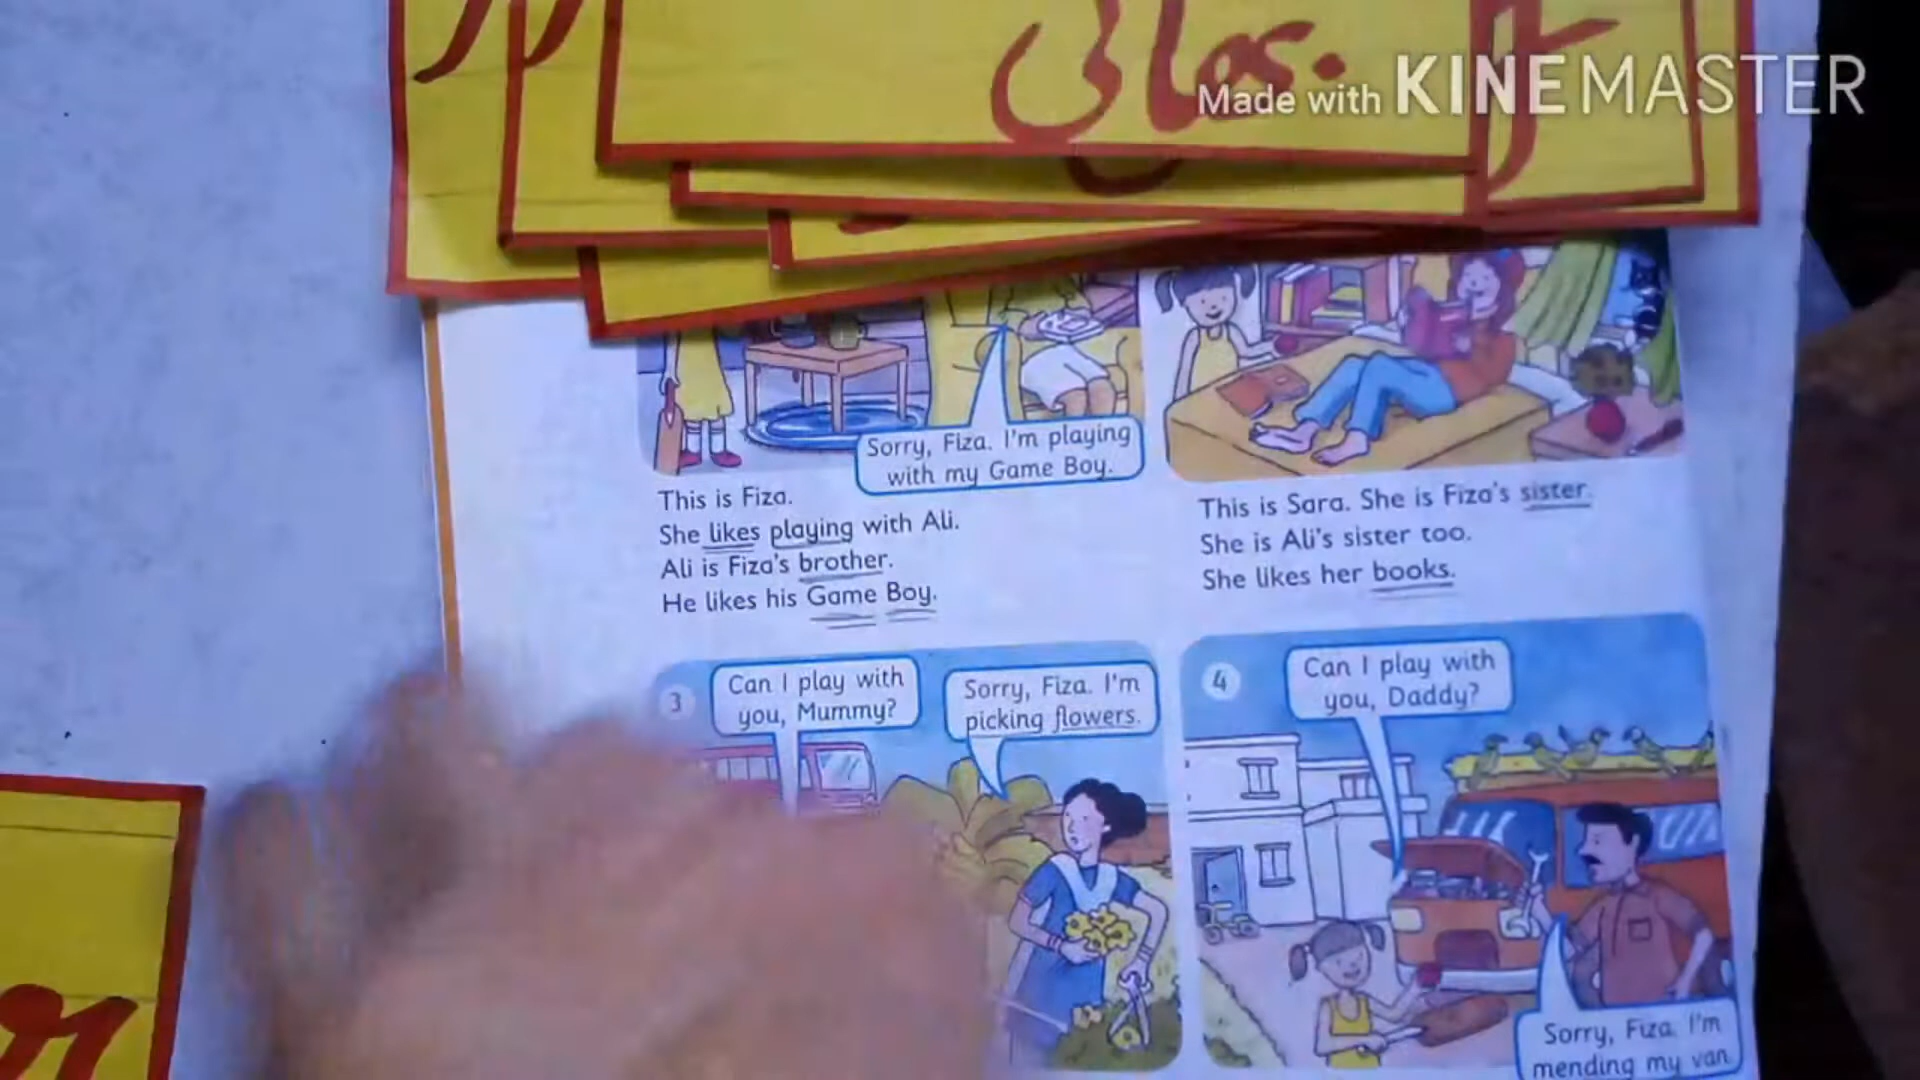 Made with KINEMASTER
Sorry, Fiza. I'm playing
with my Game Boy.
This is Fiza.
She likes playing with Ali.
Ali is Fiza's brother.
He likes his Game Boy.
This is Sara. She is Fiza's sister.
She is Ali's sister too.
She likes her books.
3
Can I play with
you, Mummy?
Sorry, Fiza. I'm
picking flowers.
4
Can I play with
you, Daddy?
Sorry, Fiza. I'm
mending my van